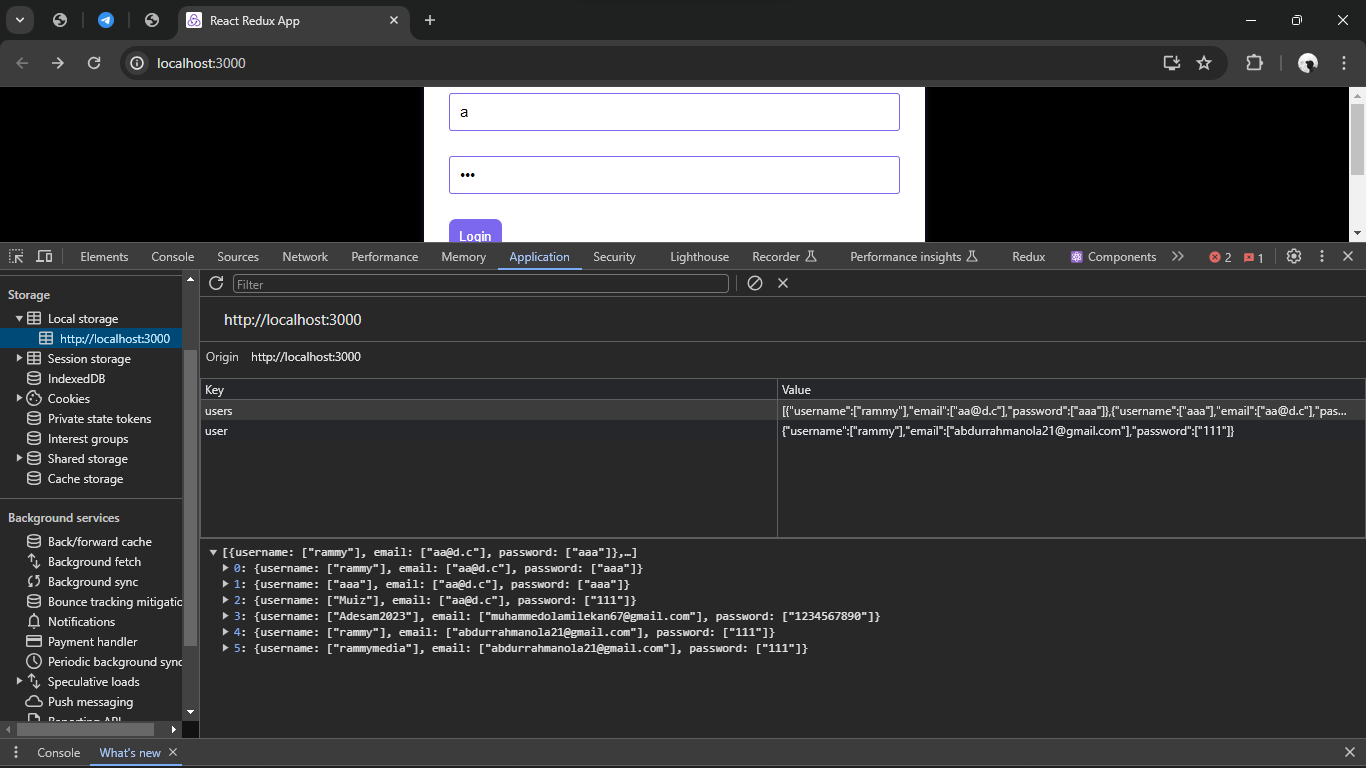 React Redux App
localhost:3000
a
•••
Login
Elements Console Sources Network Performance Memory Application Security Lighthouse Recorder Performance insights Redux Components 2 1
Filter
Storage
Local storage
http://localhost:3000
Session storage
IndexedDB
Cookies
Private state tokens
Interest groups
Shared storage
Cache storage
Background services
Back/forward cache
Background fetch
Background sync
Bounce tracking mitigatio
Notifications
Payment handler
Periodic background sync
Speculative loads
Push messaging
Reporting API
http://localhost:3000
Origin http://localhost:3000
Key Value
users [{"username":["rammy"],"email":["aa@d.c"],"password":["aaa"]},{"username":["aaa"],"email":["aa@d.c"],"pas...
user {"username":["rammy"],"email":["abdurrahmanola21@gmail.com"],"password":["111"]}
[{username: ["rammy"], email: ["aa@d.c"], password: ["aaa"]},…]
0: {username: ["rammy"], email: ["aa@d.c"], password: ["aaa"]}
1: {username: ["aaa"], email: ["aa@d.c"], password: ["aaa"]}
2: {username: ["Muiz"], email: ["aa@d.c"], password: ["111"]}
3: {username: ["Adesam2023"], email: ["muhammedolamilekan67@gmail.com"], password: ["1234567890"]}
4: {username: ["rammy"], email: ["abdurrahmanola21@gmail.com"], password: ["111"]}
5: {username: ["rammymedia"], email: ["abdurrahmanola21@gmail.com"], password: ["111"]}
Console What's new